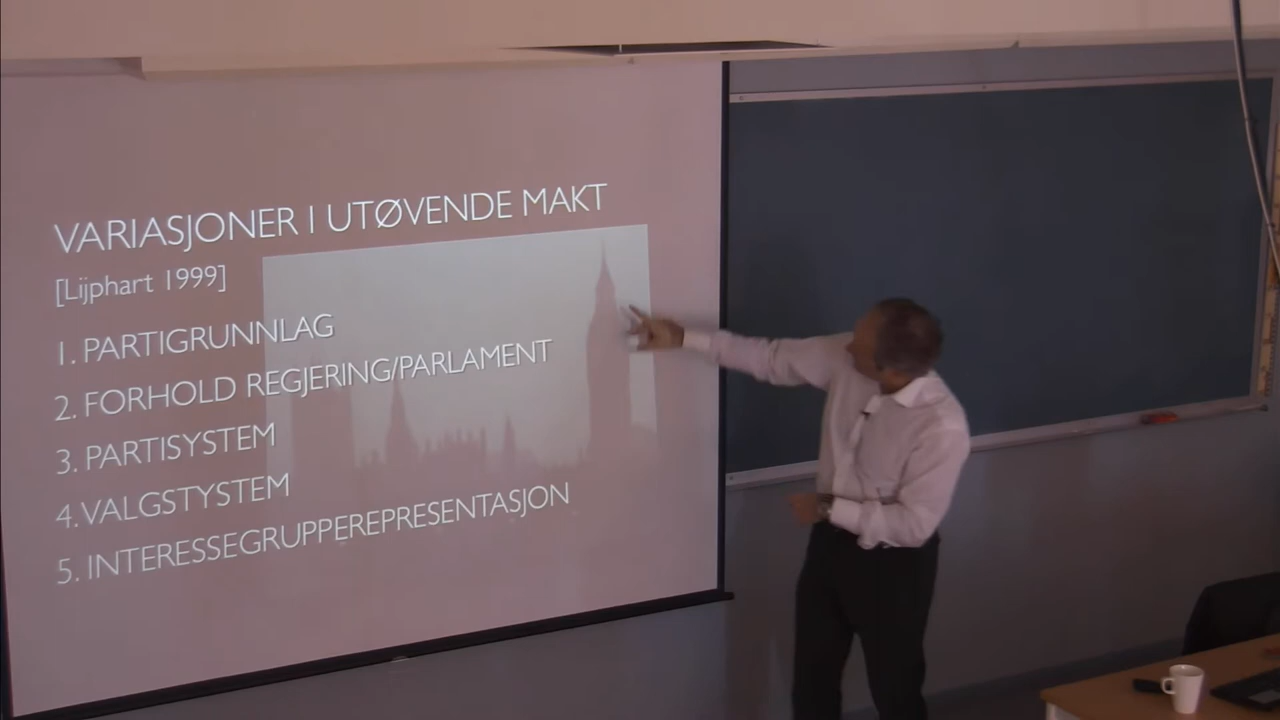 VARIASJONER I UTØVENDE MAKT
[Lijphart 1999]
1. PARTIGRUNNLAG
2. FORHOLD REGJERING/PARLAMENT
3. PARTISYSTEM
4. VALGSTYSTEM
5. INTERESSEGRUPPEREPRESENTASJON